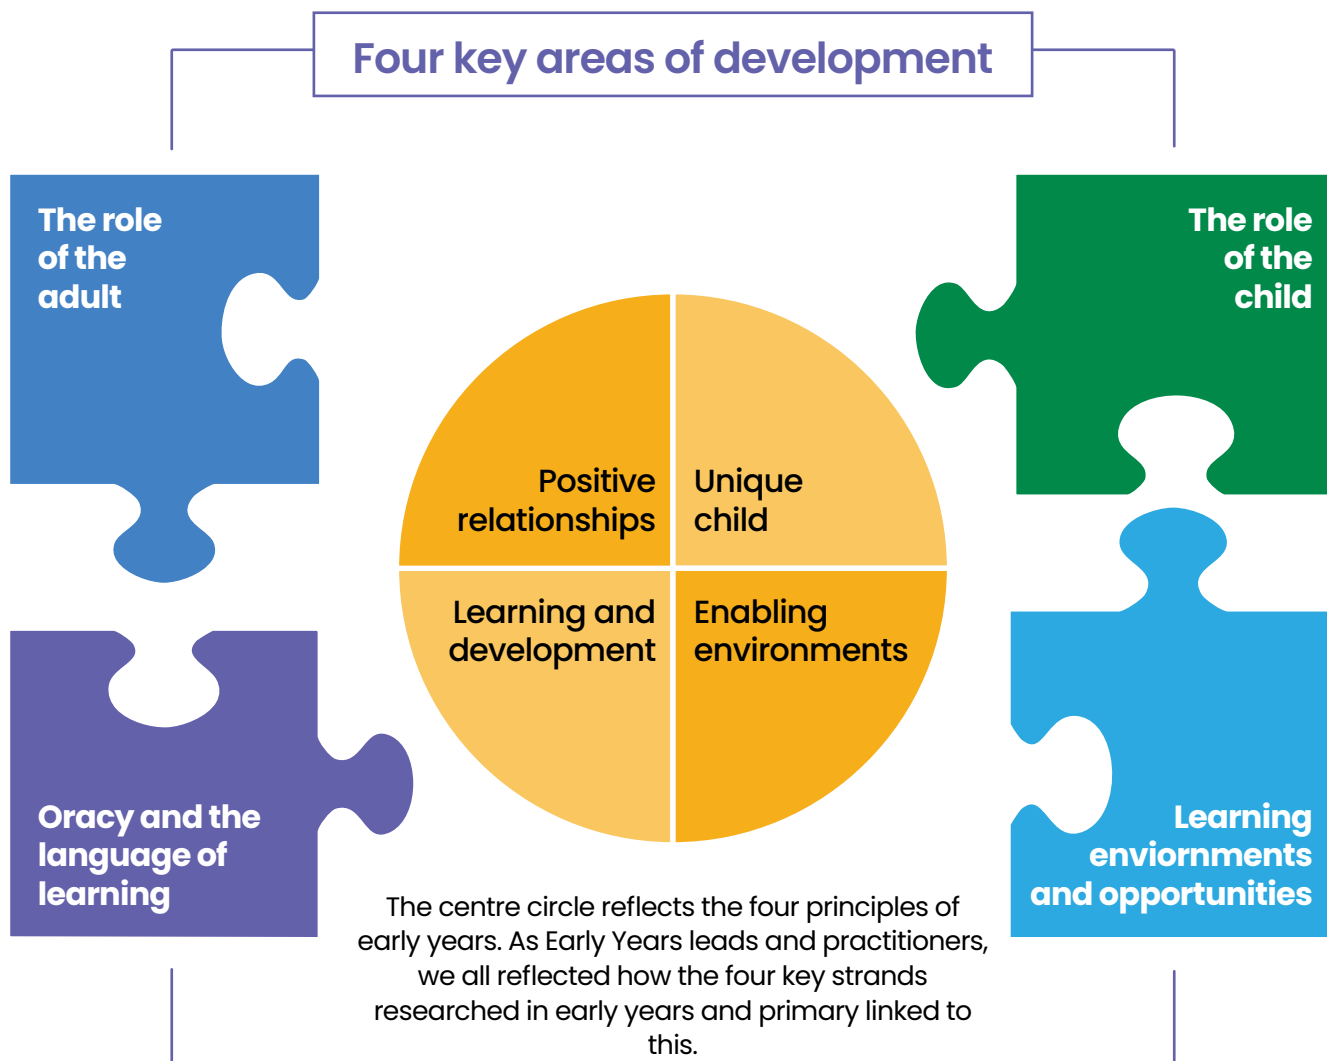 Four key areas of development
The role
of the
adult
The role
of the
child
Positive
relationships
Unique
child
Learning and
development
Enabling
environments
Oracy and the
language of
learning
Learning
enviornments
and opportunities
The centre circle reflects the four principles of
early years. As Early Years leads and practitioners,
we all reflected how the four key strands
researched in early years and primary linked to
this.